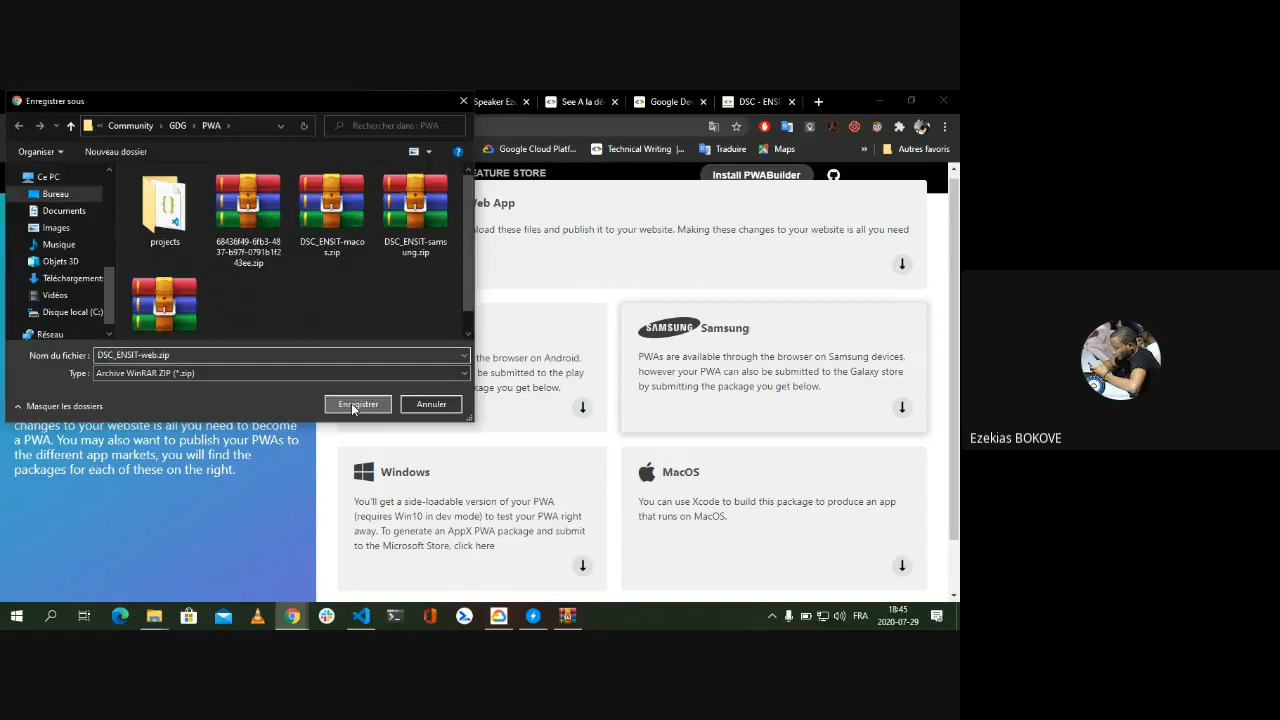 Enregistrer sous
Community > GDG > PWA >
Rechercher dans : PWA
Organiser
Nouveau dossier
Ce PC
Bureau
Documents
Images
Musique
Objets 3D
Téléchargement
Vidéos
Disque local (C:)
Réseau
projects
68436f49-6fb3-48
37-b97f-0791b1f2
43ee.zip
DSC_ENSIT-maco
s.zip
DSC_ENSIT-sams
ung.zip
Nom du fichier :
DSC_ENSIT-web.zip
Type :
Archive WinRAR ZIP (*.zip)
Masquer les dossiers
Enregistrer
Annuler
Speaker Eze
See A la dé
Google De
DSC - ENSI
Google Cloud Platf...
Technical Writing |...
Traduire
Maps
»
Autres favoris
EATURE STORE
Install PWABuilder
Web App
load these files and publish it to your website. Making these changes to your website is all you need
the browser on Android.
be submitted to the play
package you get below.
SAMSUNG
Samsung
PWAs are available through the browser on Samsung devices,
however your PWA can also be submitted to the Galaxy store
by submitting the package you get below.
changes to your website is all you need to become
a PWA. You may also want to publish your PWAs to
the different app markets, you will find the
packages for each of these on the right.
Windows
You'll get a side-loadable version of your PWA
(requires Win10 in dev mode) to test your PWA right
away. To generate an AppX PWA package and submit
to the Microsoft Store, click here
MacOS
You can use Xcode to build this package to produce an app
that runs on MacOS.
FRA
18:45
2020-07-29
Ezekias BOKOVE